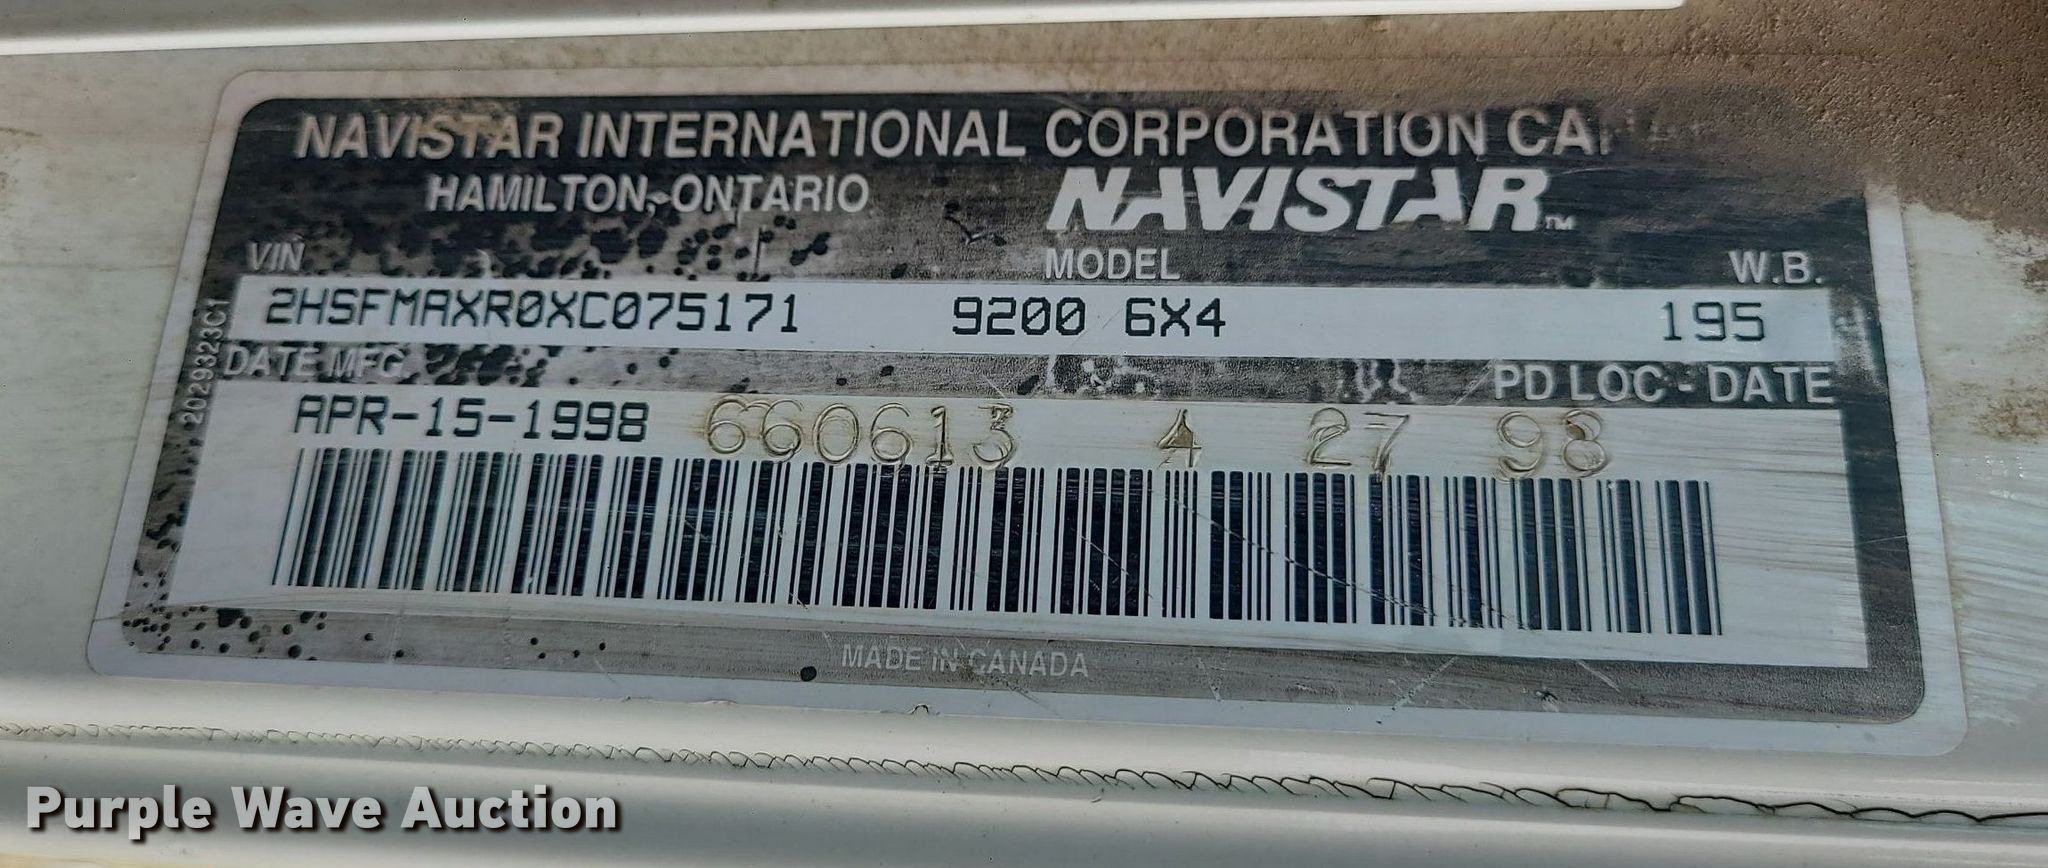 NAVISTAR INTERNATIONAL CORPORATION CA
HAMILTON, ONTARIO NAVISTAR TM
VIN MODEL W.B.
2HSFMAXR0XC075171 9200 6X4 195
DATE MFG. PD LOC - DATE
APR-15-1998 660613 4 27 98
2029323C1
MADE IN CANADA
Purple Wave Auction